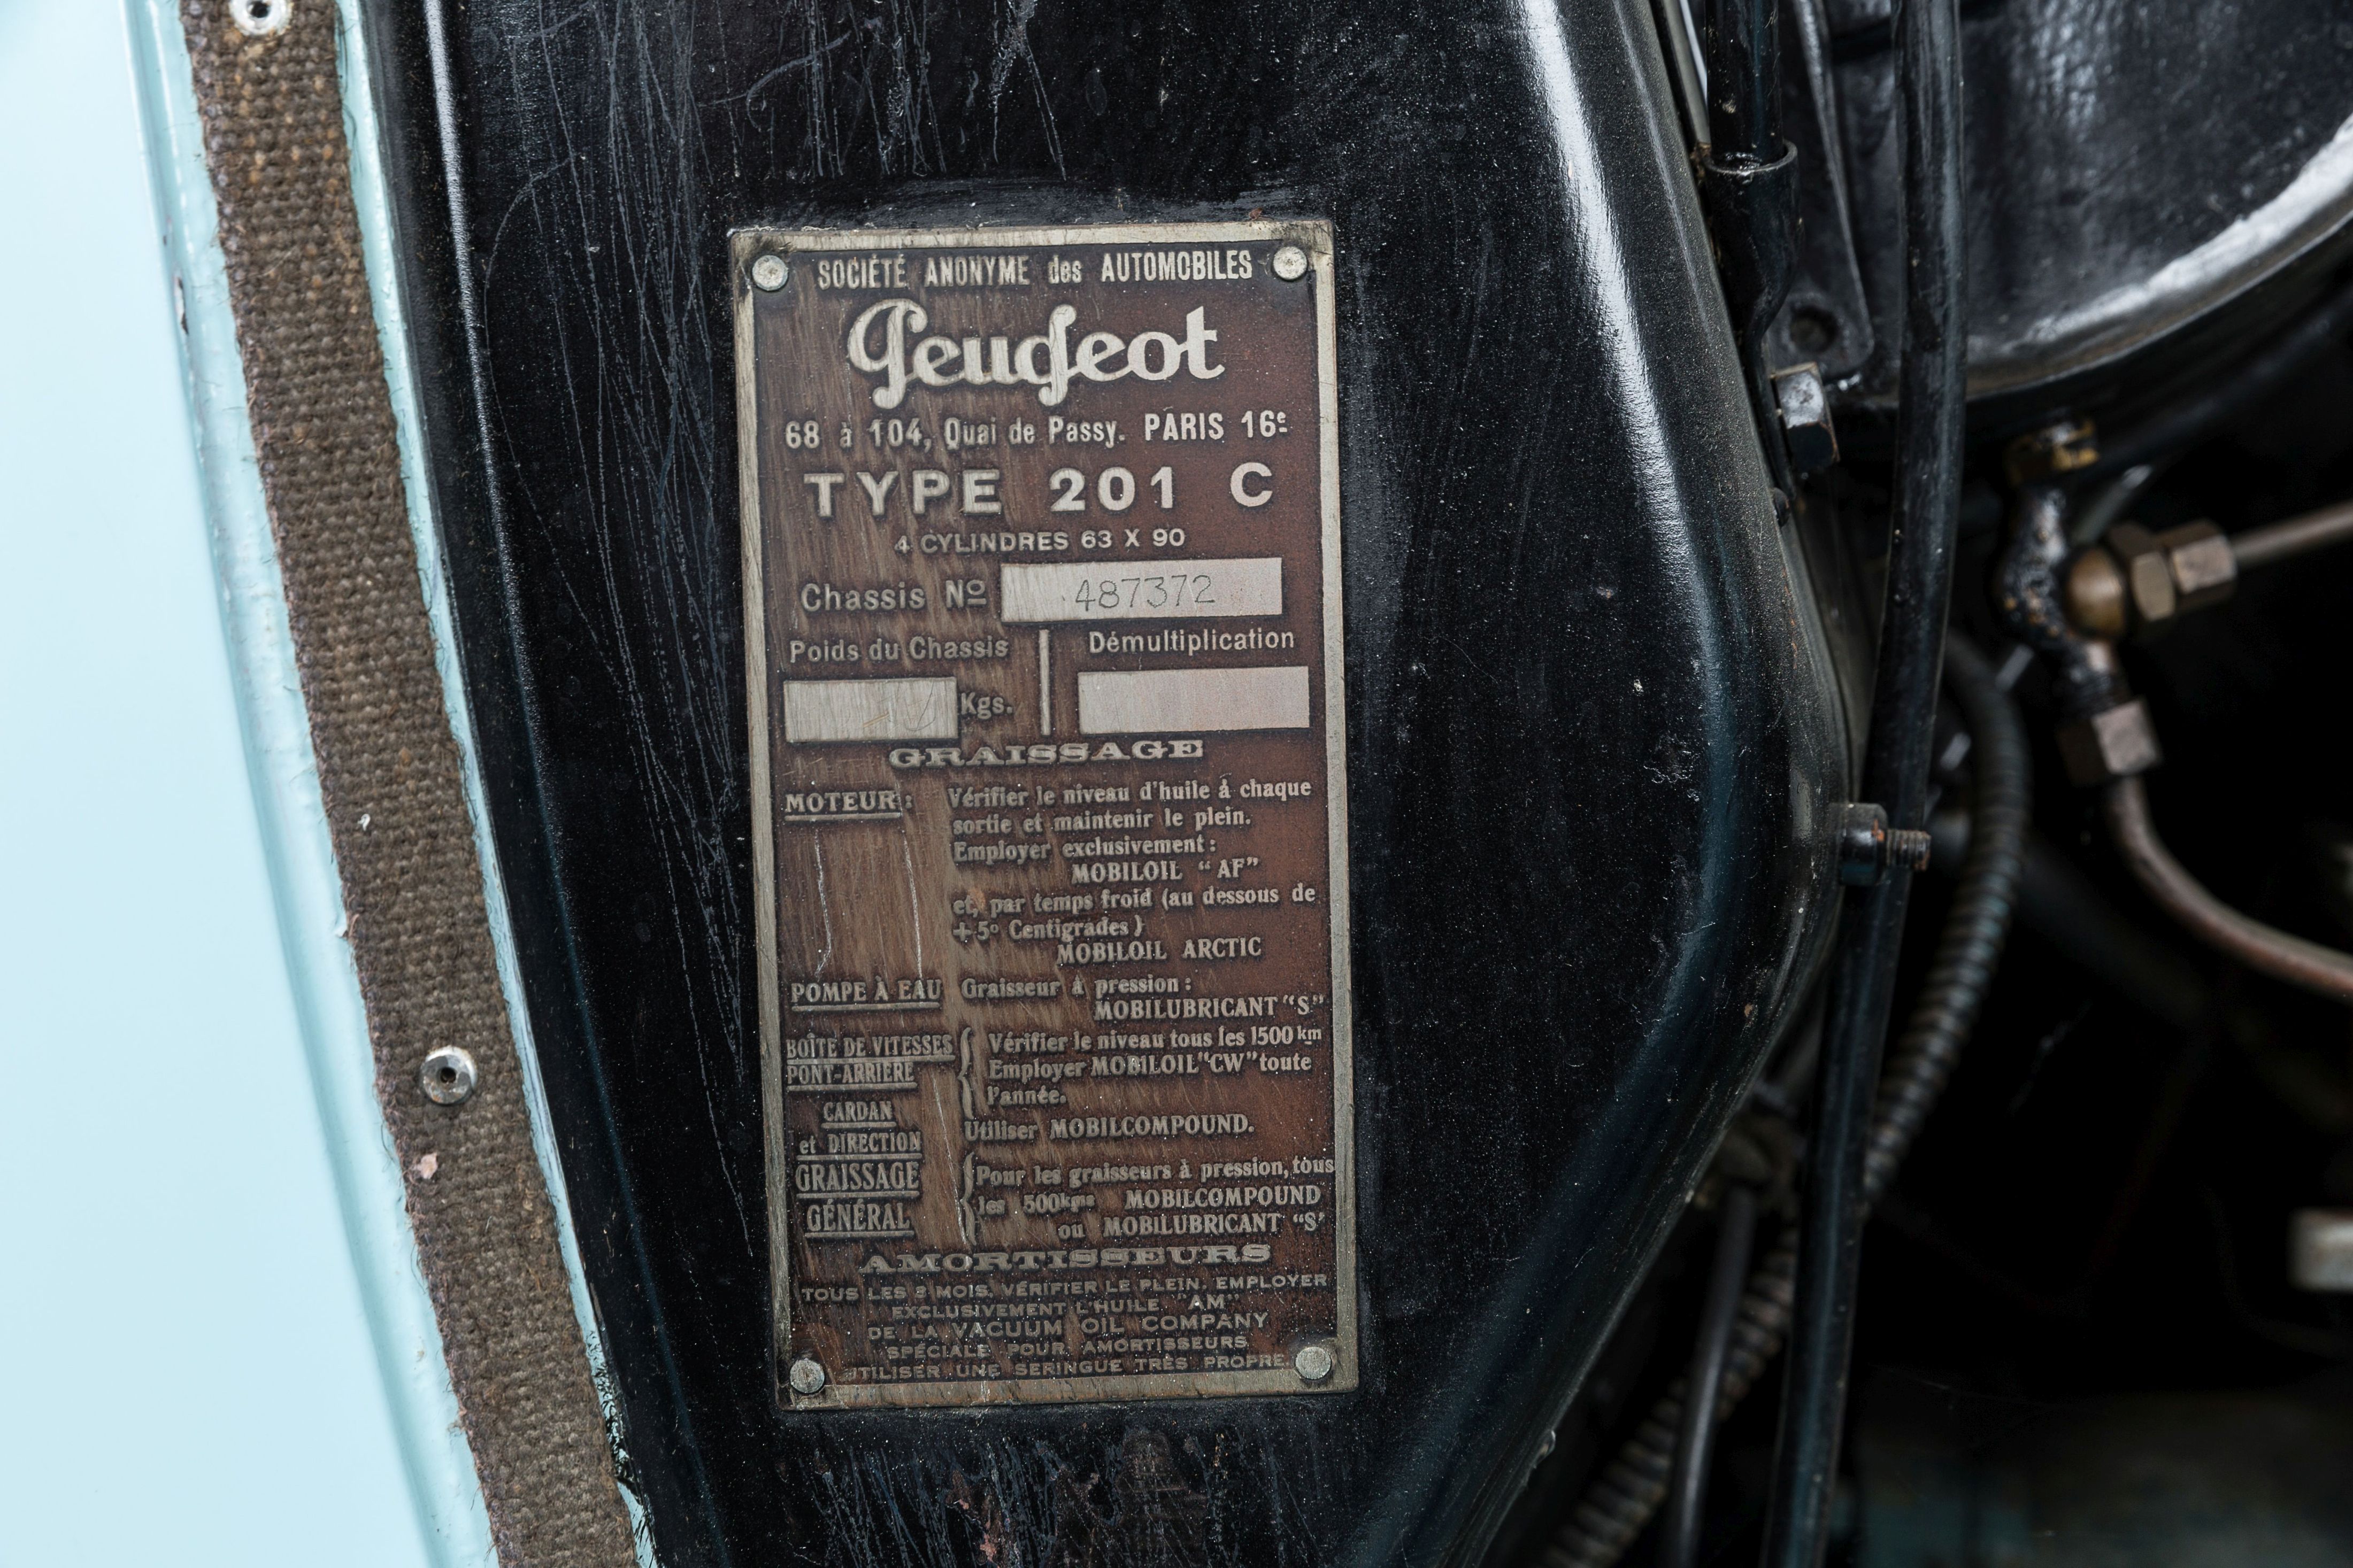 SOCIÉTÉ ANONYME des AUTOMOBILES
Peugeot
68 à 104, Quai de Passy. PARIS 16e
TYPE 201 C
4 CYLINDRES 63 X 90
Chassis No 487372
Poids du Chassis Démultiplication
Kgs.
GRAISSAGE
MOTEUR: Vérifier le niveau d'huile à chaque
sortie et maintenir le plein.
Employer exclusivement:
MOBILOIL "AF"
et, par temps froid (au dessous de
+5o Centigrades)
MOBILOIL ARCTIC
POMPE À EAU Graisseur à pression:
MOBILUBRICANT "S"
BOÎTE DE VITESSES Vérifier le niveau tous les 1500 km
PONT-ARRIÈRE Employer MOBILOIL "CW" toute
l'année.
CARDAN
et DIRECTION Utiliser MOBILCOMPOUND.
GRAISSAGE Pour les graisseurs à pression, tous
les 500kms MOBILCOMPOUND
GÉNÉRAL ou MOBILUBRICANT "S"
AMORTISSEURS
TOUS LES MOIS. VÉRIFIER LE PLEIN. EMPLOYER
EXCLUSIVEMENT L'HUILE "AM"
DE LA VACUUM OIL COMPANY
SPÉCIALE POUR AMORTISSEURS
UTILISER UNE SERINGUE TRÈS PROPRE.